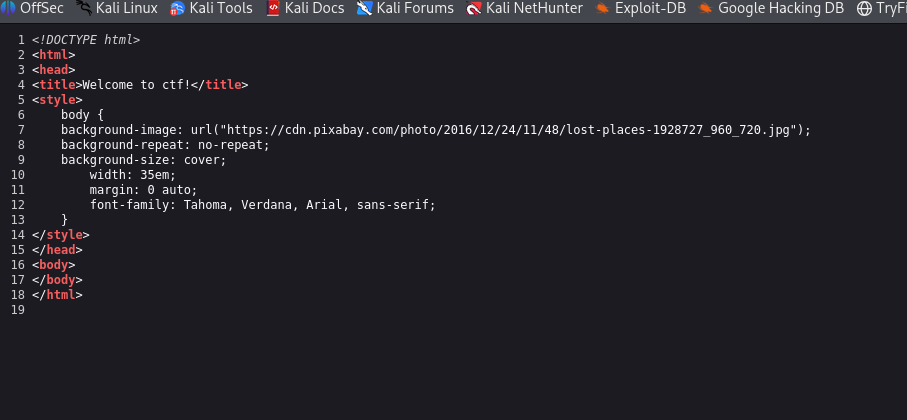 OffSec Kali Linux Kali Tools Kali Docs Kali Forums Kali NetHunter Exploit-DB Google Hacking DB
1 <!DOCTYPE html>
2 <html>
3 <head>
4 <title>Welcome to ctf!</title>
5 <style>
6     body {
7     background-image: url("https://cdn.pixabay.com/photo/2016/12/24/11/48/lost-places-1928727_960_720.jpg");
8     background-repeat: no-repeat;
9     background-size: cover;
10         width: 35em;
11         margin: 0 auto;
12         font-family: Tahoma, Verdana, Arial, sans-serif;
13     }
14 </style>
15 </head>
16 <body>
17 </body>
18 </html>
19